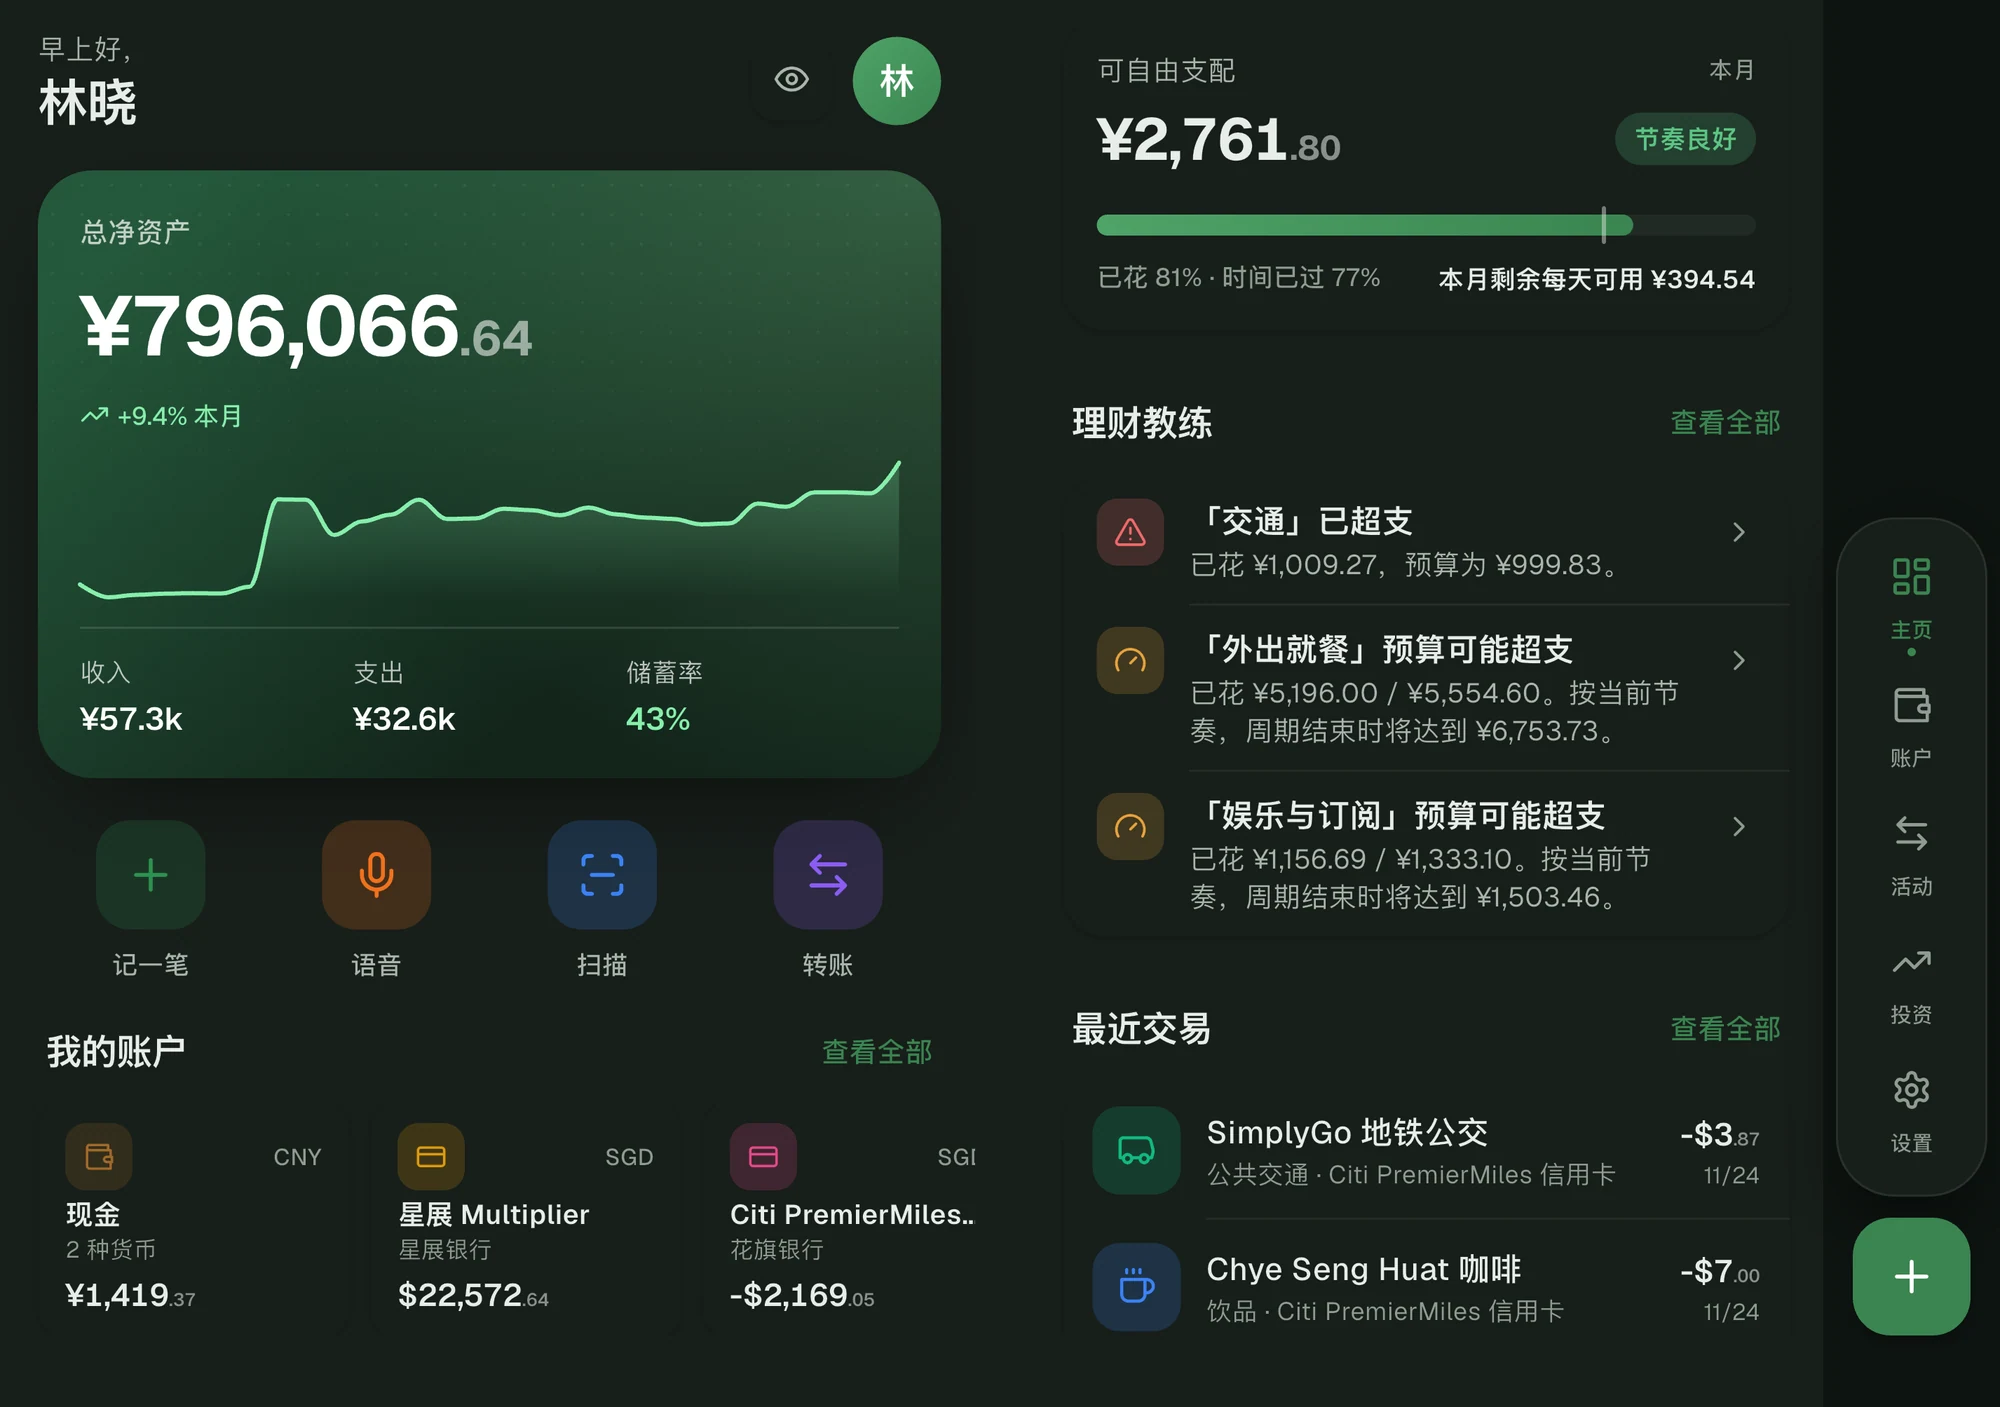 早上好,
林晓
林
总净资产
¥796,066.64
+9.4% 本月
收入
支出
储蓄率
¥57.3k
¥32.6k
43%
记一笔
语音
扫描
转账
我的账户
查看全部
CNY
现金
2 种货币
¥1,419.37
SGD
星展 Multiplier
星展银行
$22,572.64
Citi PremierMiles...
花旗银行
-$2,169.05
可自由支配
本月
¥2,761.80
节奏良好
已花 81% · 时间已过 77%
本月剩余每天可用 ¥394.54
理财教练
查看全部
「交通」已超支
已花 ¥1,009.27，预算为 ¥999.83。
「外出就餐」预算可能超支
已花 ¥5,196.00 / ¥5,554.60。按当前节
奏，周期结束时将达到 ¥6,753.73。
「娱乐与订阅」预算可能超支
已花 ¥1,156.69 / ¥1,333.10。按当前节
奏，周期结束时将达到 ¥1,503.46。
最近交易
查看全部
SimplyGo 地铁公交
-$3.87
公共交通 · Citi PremierMiles 信用卡
11/24
Chye Seng Huat 咖啡
-$7.00
饮品 · Citi PremierMiles 信用卡
11/24
主页
账户
活动
投资
设置